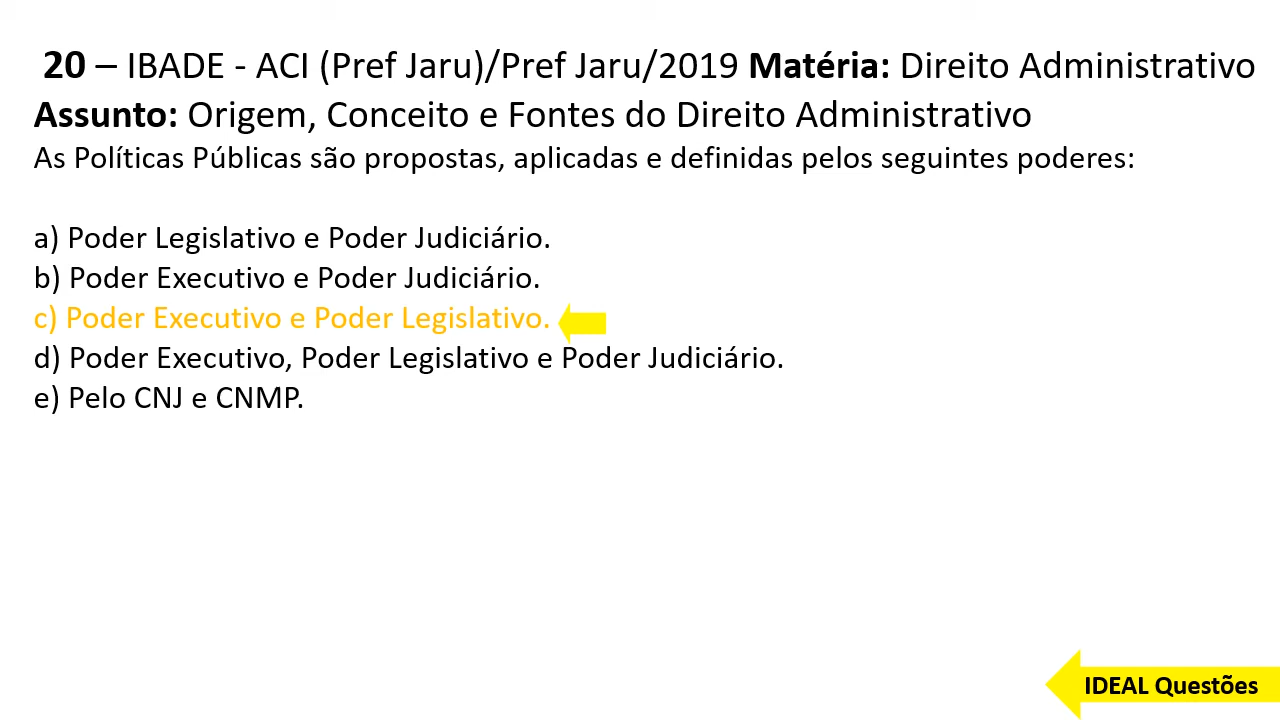 20 – IBADE - ACI (Pref Jaru)/Pref Jaru/2019 Matéria: Direito Administrativo
Assunto: Origem, Conceito e Fontes do Direito Administrativo
As Políticas Públicas são propostas, aplicadas e definidas pelos seguintes poderes:
a) Poder Legislativo e Poder Judiciário.
b) Poder Executivo e Poder Judiciário.
c) Poder Executivo e Poder Legislativo.
d) Poder Executivo, Poder Legislativo e Poder Judiciário.
e) Pelo CNJ e CNMP.
IDEAL Questões